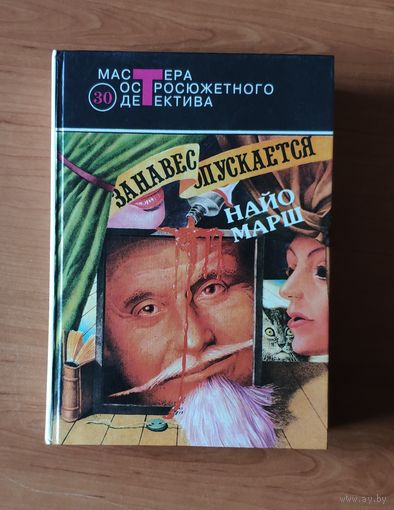 МАСТЕРА
30 ОСТРОСЮЖЕТНОГО
ДЕТЕКТИВА
ЗАНАВЕС ОПУСКАЕТСЯ
НАЙО
МАРШ
www.ay.by